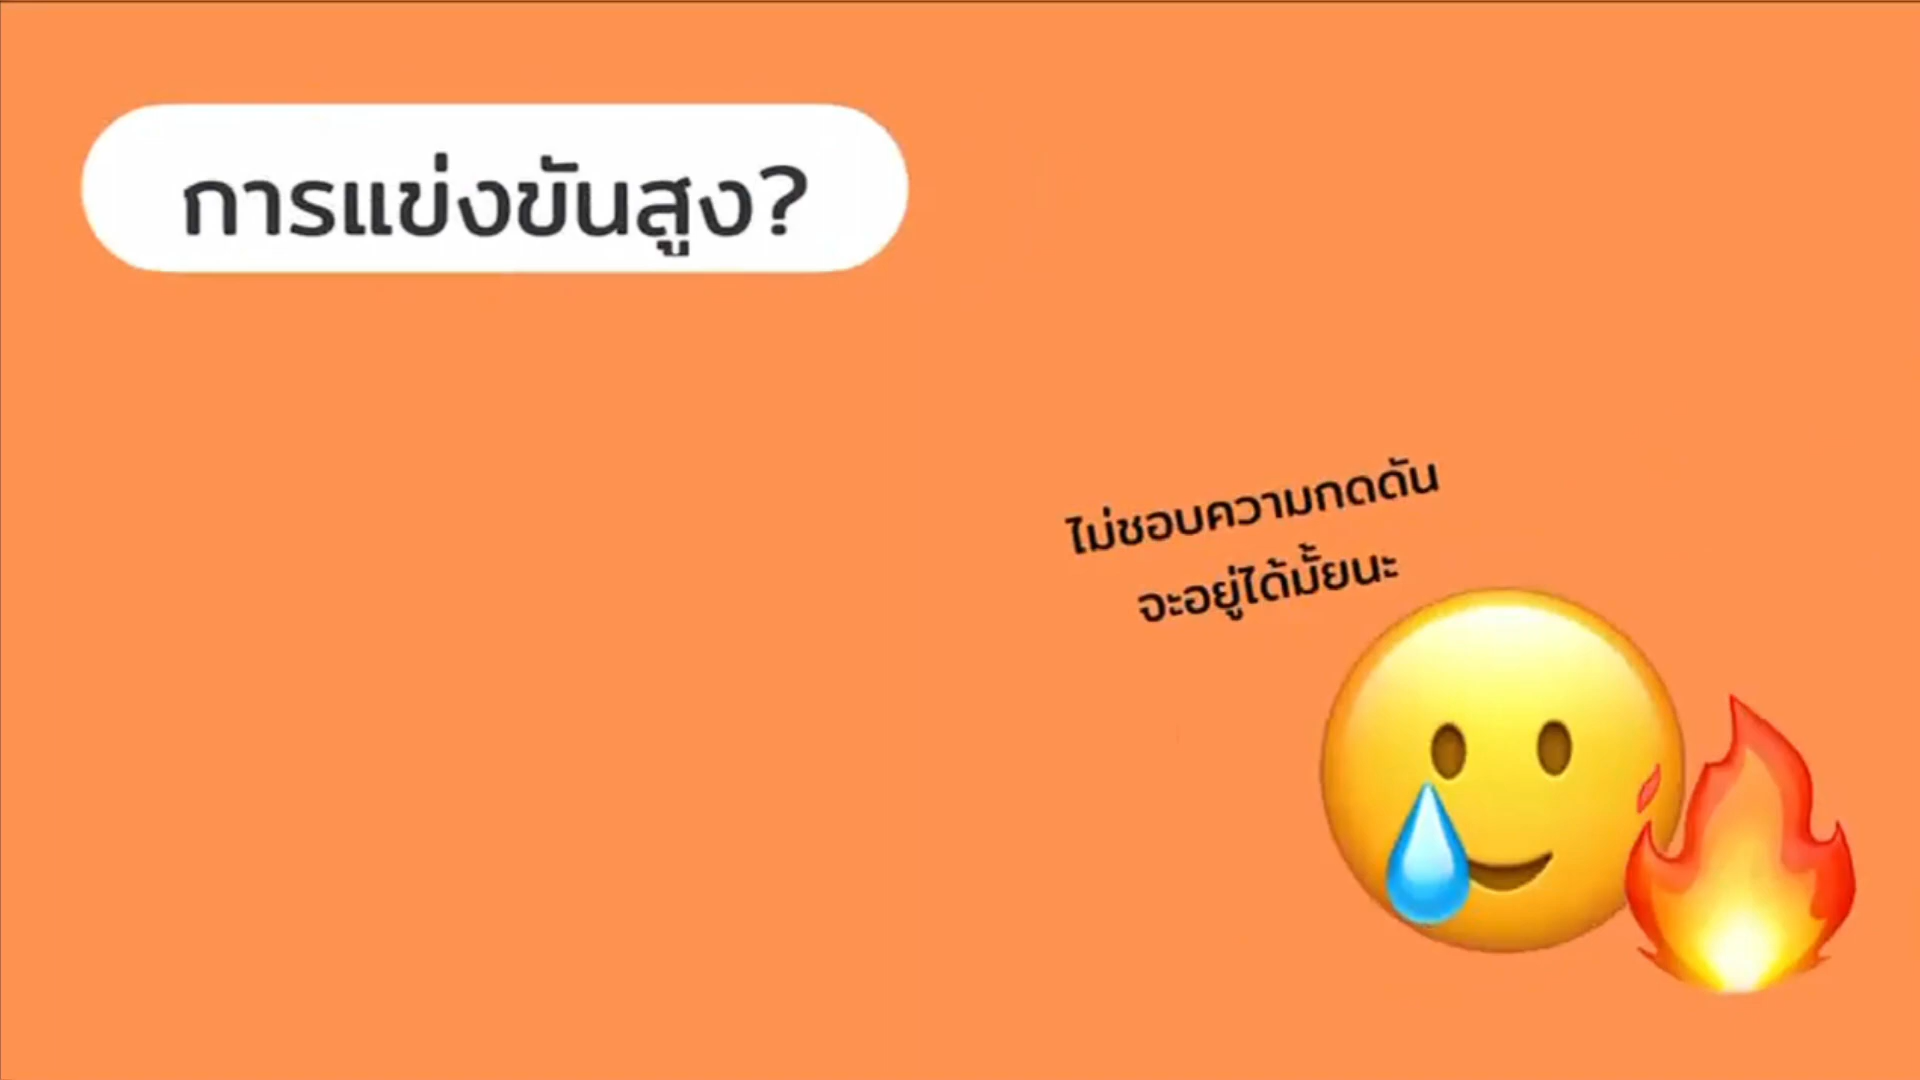 การแข่งขันสูง?
ไม่ชอบความกดดัน
จะอยู่ได้มั้ยนะ